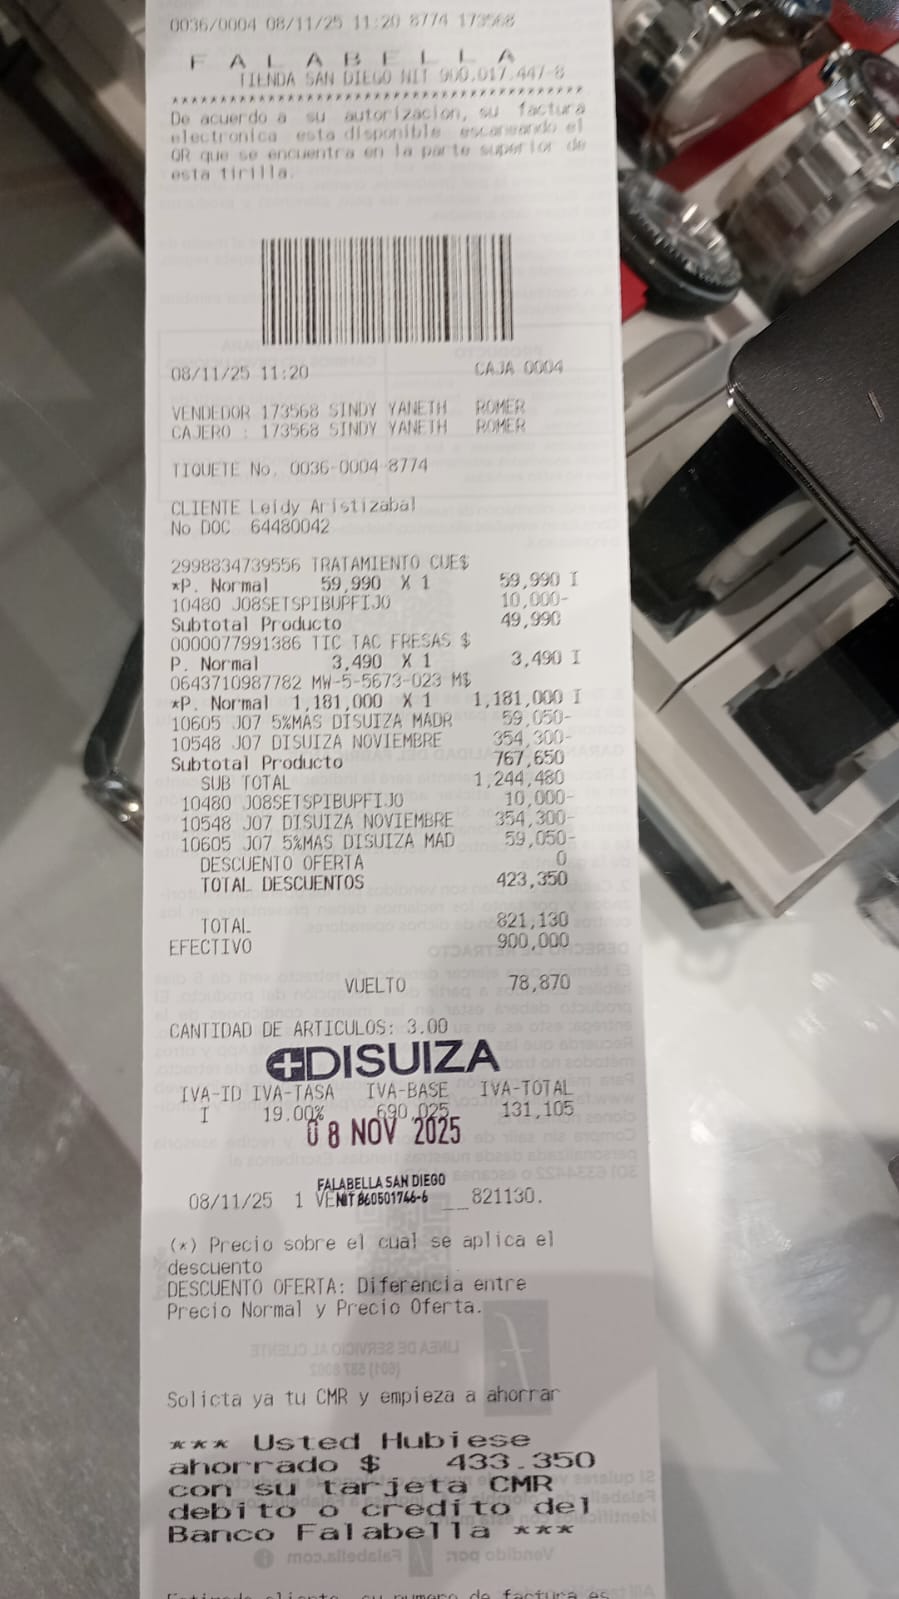 0036/0004 08/11/25 11:20 8774 173568
F A L A B E L L A
TIENDA SAN DIEGO NIT 900.017.447-8
******************************************
De acuerdo a su autorizacion, su factura
electronica esta disponible escaneando el
QR que se encuentra en la parte superior de
esta tirilla.
08/11/25 11:20 CAJA 0004
VENDEDOR 173568 SINDY YANETH ROMER
CAJERO : 173568 SINDY YANETH ROMER
TIQUETE No. 0036-0004-8774
CLIENTE Leidy Aristizabal
No DOC 64480042
2998834739556 TRATAMIENTO CUE$
*P. Normal 59,990 X 1 59,990 I
10480 J08SETSPIBUPFIJO 10,000-
Subtotal Producto 49,990
0000077991386 TIC TAC FRESAS $
P. Normal 3,490 X 1 3,490 I
0643710987782 MW-5-5673-023 M$
*P. Normal 1,181,000 X 1 1,181,000 I
10605 J07 5%MAS DISUIZA MADR 59,050-
10548 J07 DISUIZA NOVIEMBRE 354,300-
Subtotal Producto 767,650
SUB TOTAL 1,244,480
10480 J08SETSPIBUPFIJO 10,000-
10548 J07 DISUIZA NOVIEMBRE 354,300-
10605 J07 5%MAS DISUIZA MAD 59,050-
DESCUENTO OFERTA 0
TOTAL DESCUENTOS 423,350
TOTAL 821,130
EFECTIVO 900,000
VUELTO 78,870
CANTIDAD DE ARTICULOS: 3.00
DISUIZA
IVA-ID IVA-TASA IVA-BASE IVA-TOTAL
I 19.00% 690,025 131,105
08 NOV 2025
FALABELLA SAN DIEGO
NIT 860501746-6
08/11/25 1 821130.
(*) Precio sobre el cual se aplica el
descuento
DESCUENTO OFERTA: Diferencia entre
Precio Normal y Precio Oferta.
Solicta ya tu CMR y empieza a ahorrar
*** Usted Hubiese
ahorrado $ 433.350
con su tarjeta CMR
debito o credito del
Banco Falabella ***